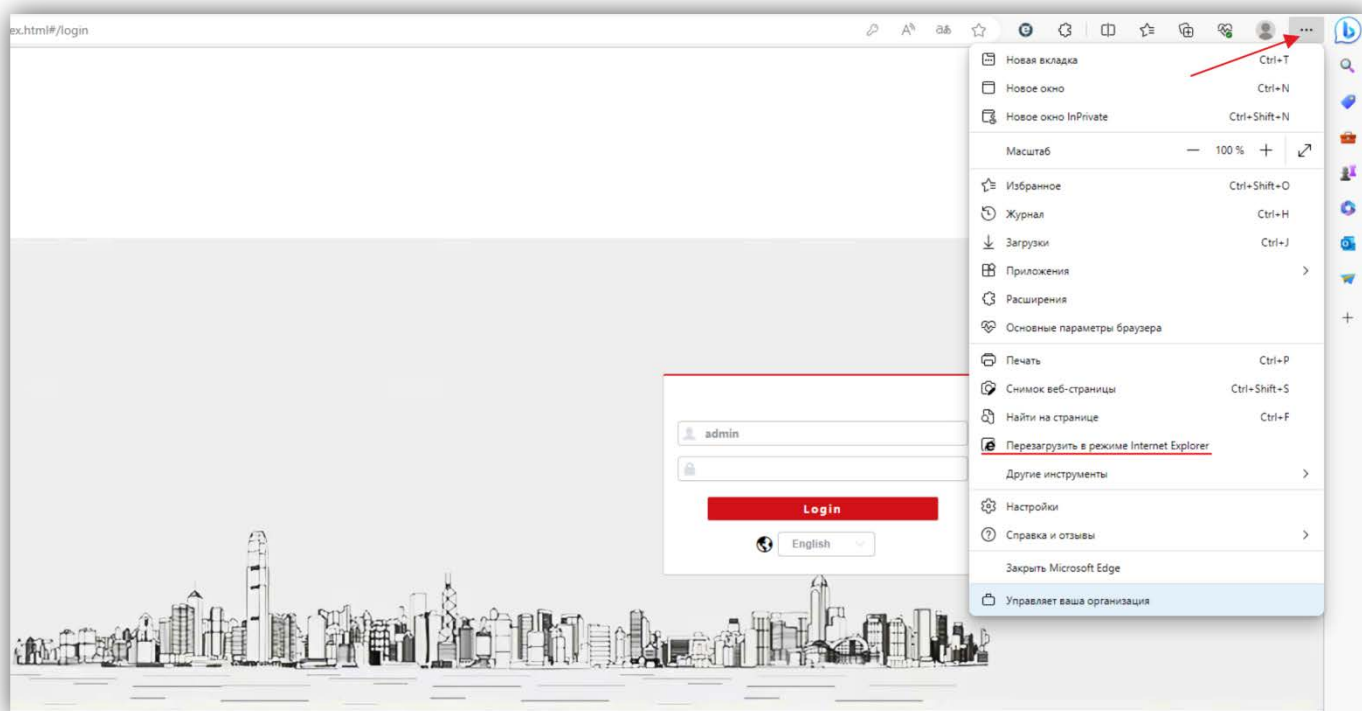 ex.html#/login
Новая вкладка Ctrl+T
Новое окно Ctrl+N
Новое окно InPrivate Ctrl+Shift+N
Масштаб — 100 % +
Избранное Ctrl+Shift+O
Журнал Ctrl+H
Загрузки Ctrl+J
Приложения
Расширения
Основные параметры браузера
Печать Ctrl+P
Снимок веб-страницы Ctrl+Shift+S
Найти на странице Ctrl+F
Перезагрузить в режиме Internet Explorer
Другие инструменты
Настройки
Справка и отзывы
Закрыть Microsoft Edge
Управляет ваша организация
admin
Login
English